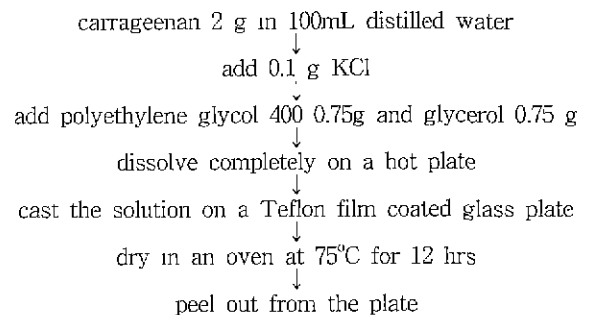 carrageenan 2 g in 100mL distilled water
↓
add 0.1 g KCl
↓
add polyethylene glycol 400 0.75g and glycerol 0.75 g
↓
dissolve completely on a hot plate
↓
cast the solution on a Teflon film coated glass plate
↓
dry in an oven at 75°C for 12 hrs
↓
peel out from the plate